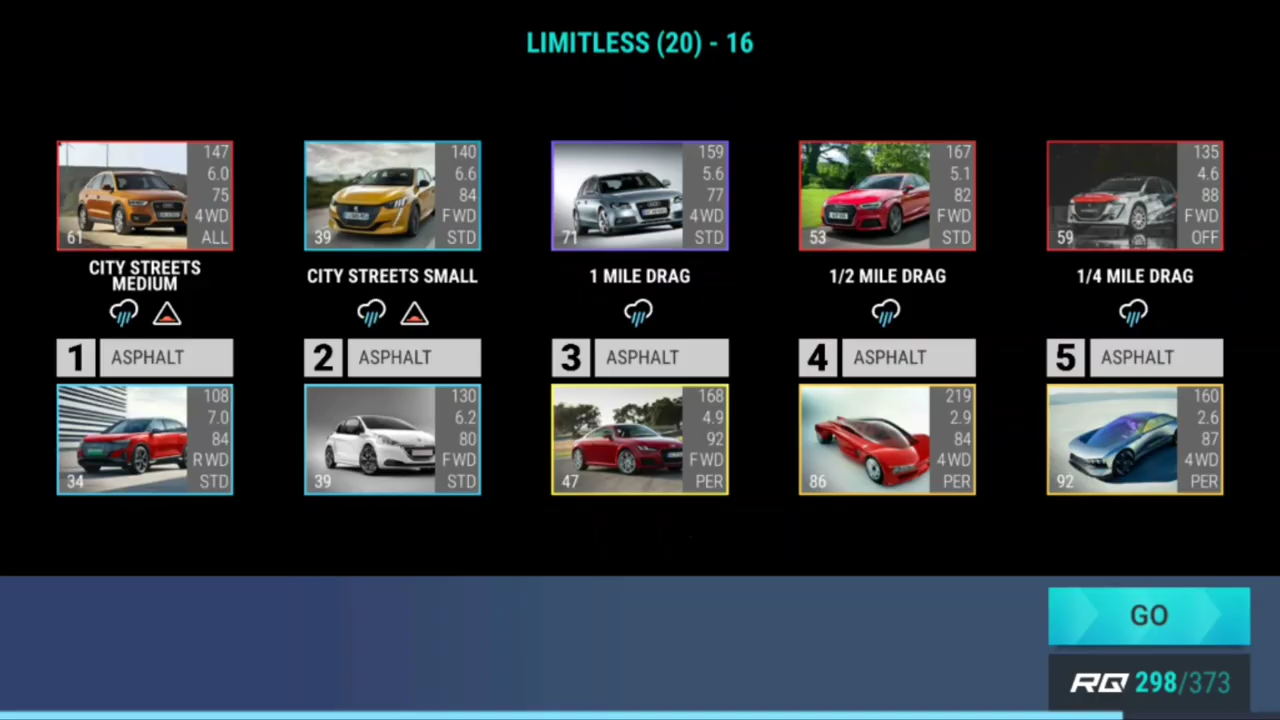 LIMITLESS (20) - 16
147
6.0
75
4WD
61 ALL
140
6.6
84
FWD
39 STD
159
5.6
77
4WD
71 STD
167
5.1
82
FWD
53 STD
135
4.6
88
FWD
59 OFF
CITY STREETS
MEDIUM
CITY STREETS SMALL
1 MILE DRAG
1/2 MILE DRAG
1/4 MILE DRAG
1 ASPHALT
2 ASPHALT
3 ASPHALT
4 ASPHALT
5 ASPHALT
108
7.0
84
RWD
34 STD
130
6.2
80
FWD
39 STD
168
4.9
92
FWD
47 PER
219
2.9
84
4WD
86 PER
160
2.6
87
4WD
92 PER
GO
RQ 298/373